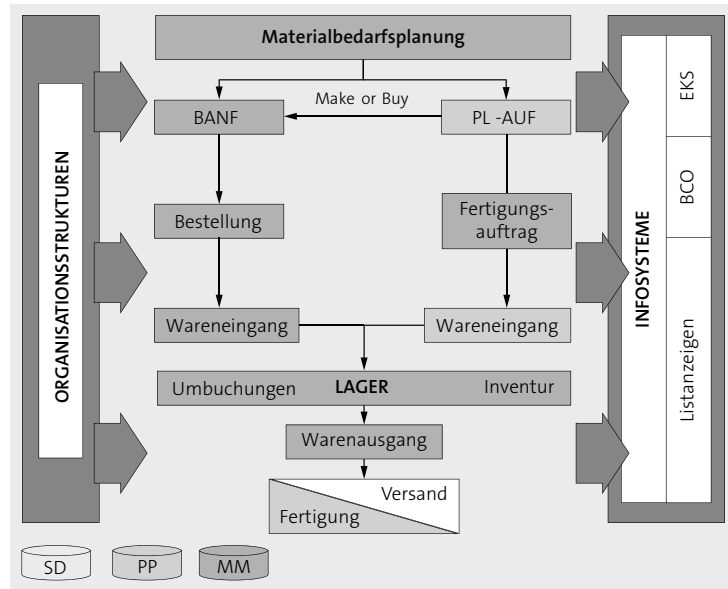 Materialbedarfsplanung
Make or Buy
BANF
PL -AUF
Bestellung
Fertigungs-
auftrag
Wareneingang
Wareneingang
Umbuchungen LAGER Inventur
Warenausgang
Versand
Fertigung
ORGANISATIONSSTRUKTUREN
INFOSYSTEME
EKS
BCO
Listanzeigen
SD
PP
MM